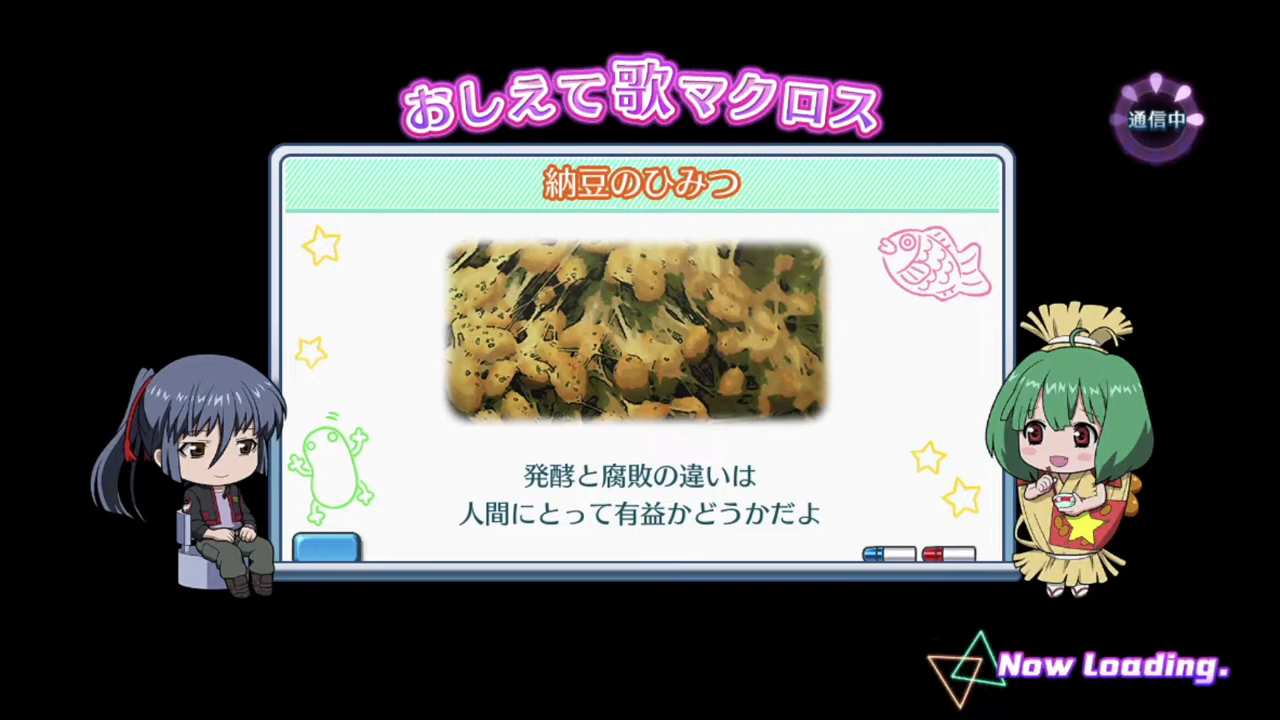 おしえて歌マクロス
通信中
納豆のひみつ
発酵と腐敗の違いは
人間にとって有益かどうかだよ
Now Loading.